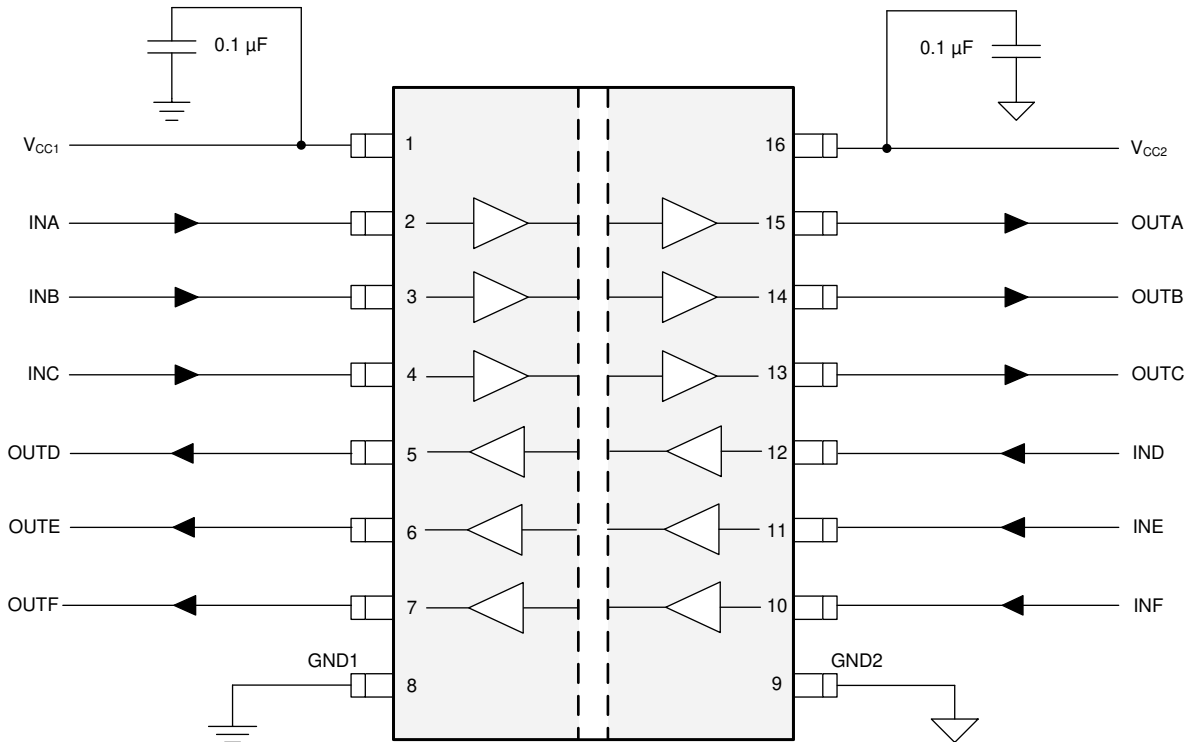 0.1 µF
0.1 µF
VCC1
1
16
VCC2
INA
2
15
OUTA
INB
3
14
OUTB
INC
4
13
OUTC
OUTD
5
12
IND
OUTE
6
11
INE
OUTF
7
10
INF
GND1
8
9
GND2